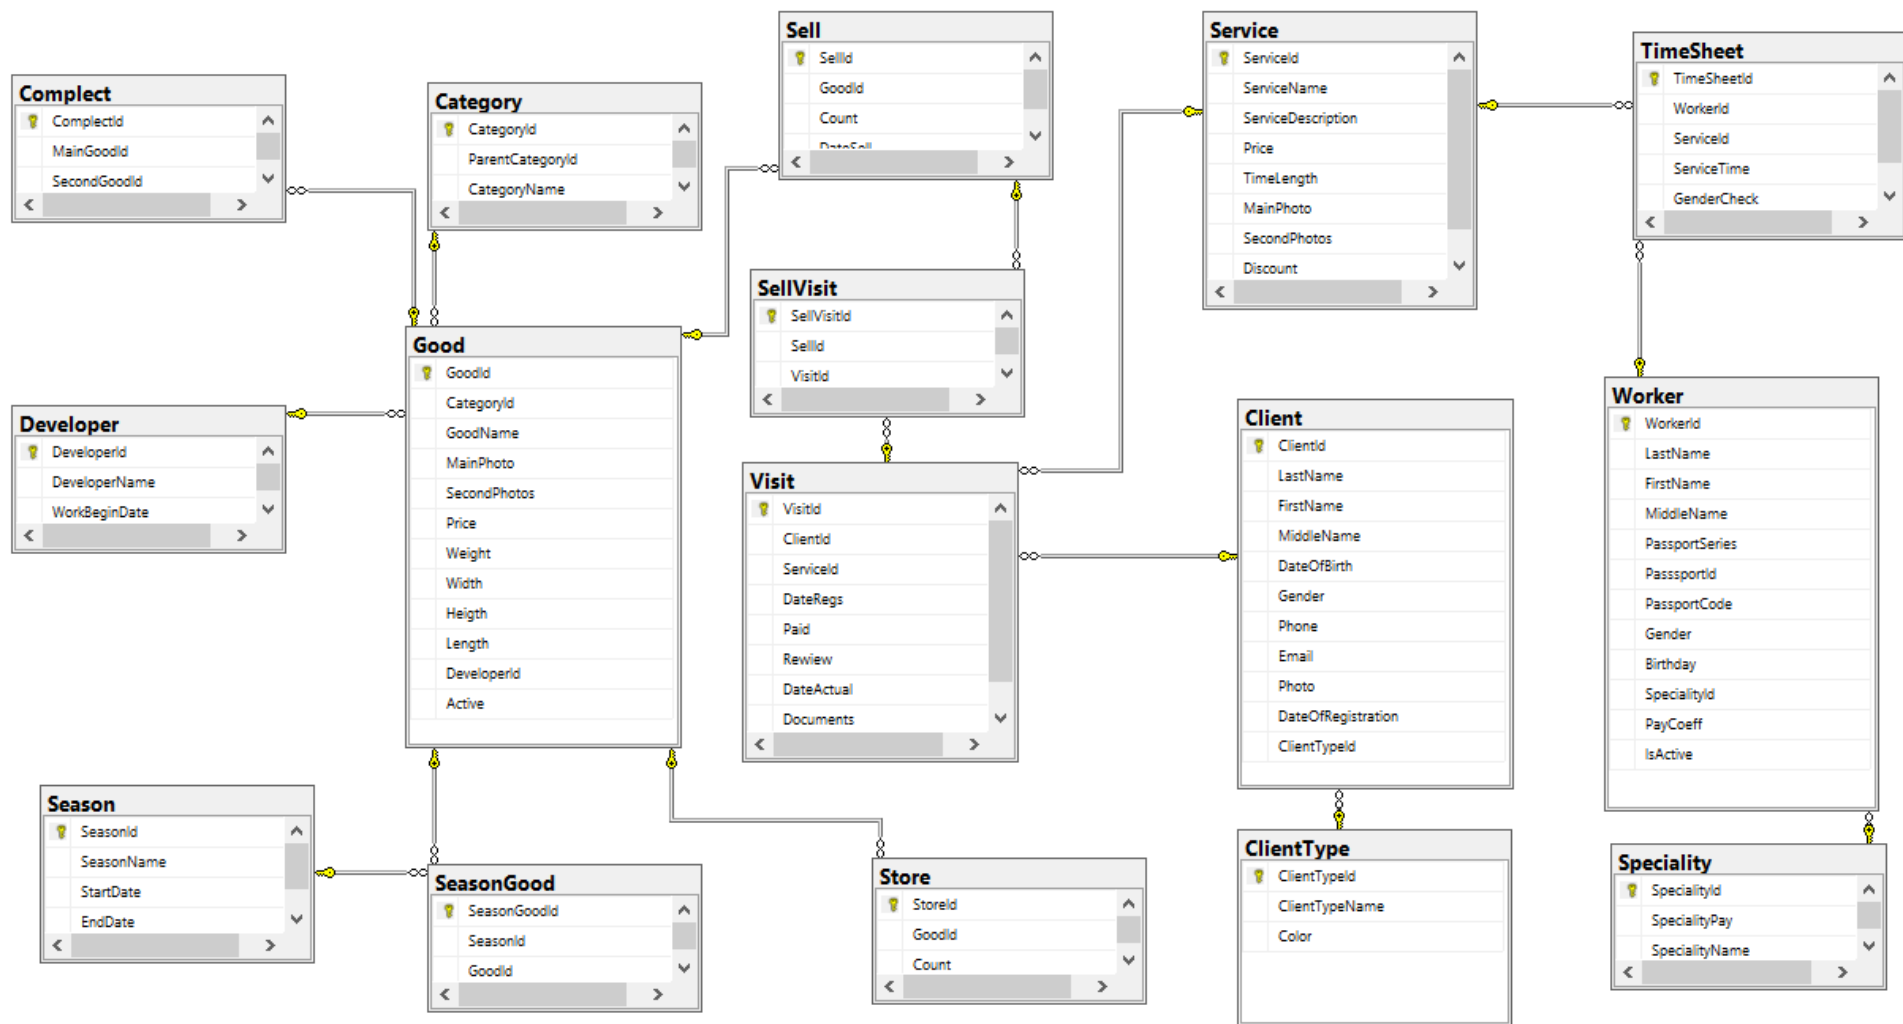 Complect
ComplectId
MainGoodId
SecondGoodId
Category
CategoryId
ParentCategoryId
CategoryName
Sell
SellId
GoodId
Count
DateSell
Service
ServiceId
ServiceName
ServiceDescription
Price
TimeLength
MainPhoto
SecondPhotos
Discount
TimeSheet
TimeSheetId
WorkerId
ServiceId
ServiceTime
GenderCheck
SellVisit
SellVisitId
SellId
VisitId
Good
GoodId
CategoryId
GoodName
MainPhoto
SecondPhotos
Price
Weight
Width
Heigth
Length
DeveloperId
Active
Developer
DeveloperId
DeveloperName
WorkBeginDate
Visit
VisitId
ClientId
ServiceId
DateRegs
Paid
Rewiew
DateActual
Documents
Client
ClientId
LastName
FirstName
MiddleName
DateOfBirth
Gender
Phone
Email
Photo
DateOfRegistration
ClientTypeId
Worker
WorkerId
LastName
FirstName
MiddleName
PassportSeries
PasssportId
PassportCode
Gender
Birthday
SpecialityId
PayCoeff
IsActive
Season
SeasonId
SeasonName
StartDate
EndDate
SeasonGood
SeasonGoodId
SeasonId
GoodId
Store
StoreId
GoodId
Count
ClientType
ClientTypeId
ClientTypeName
Color
Speciality
SpecialityId
SpecialityPay
SpecialityName